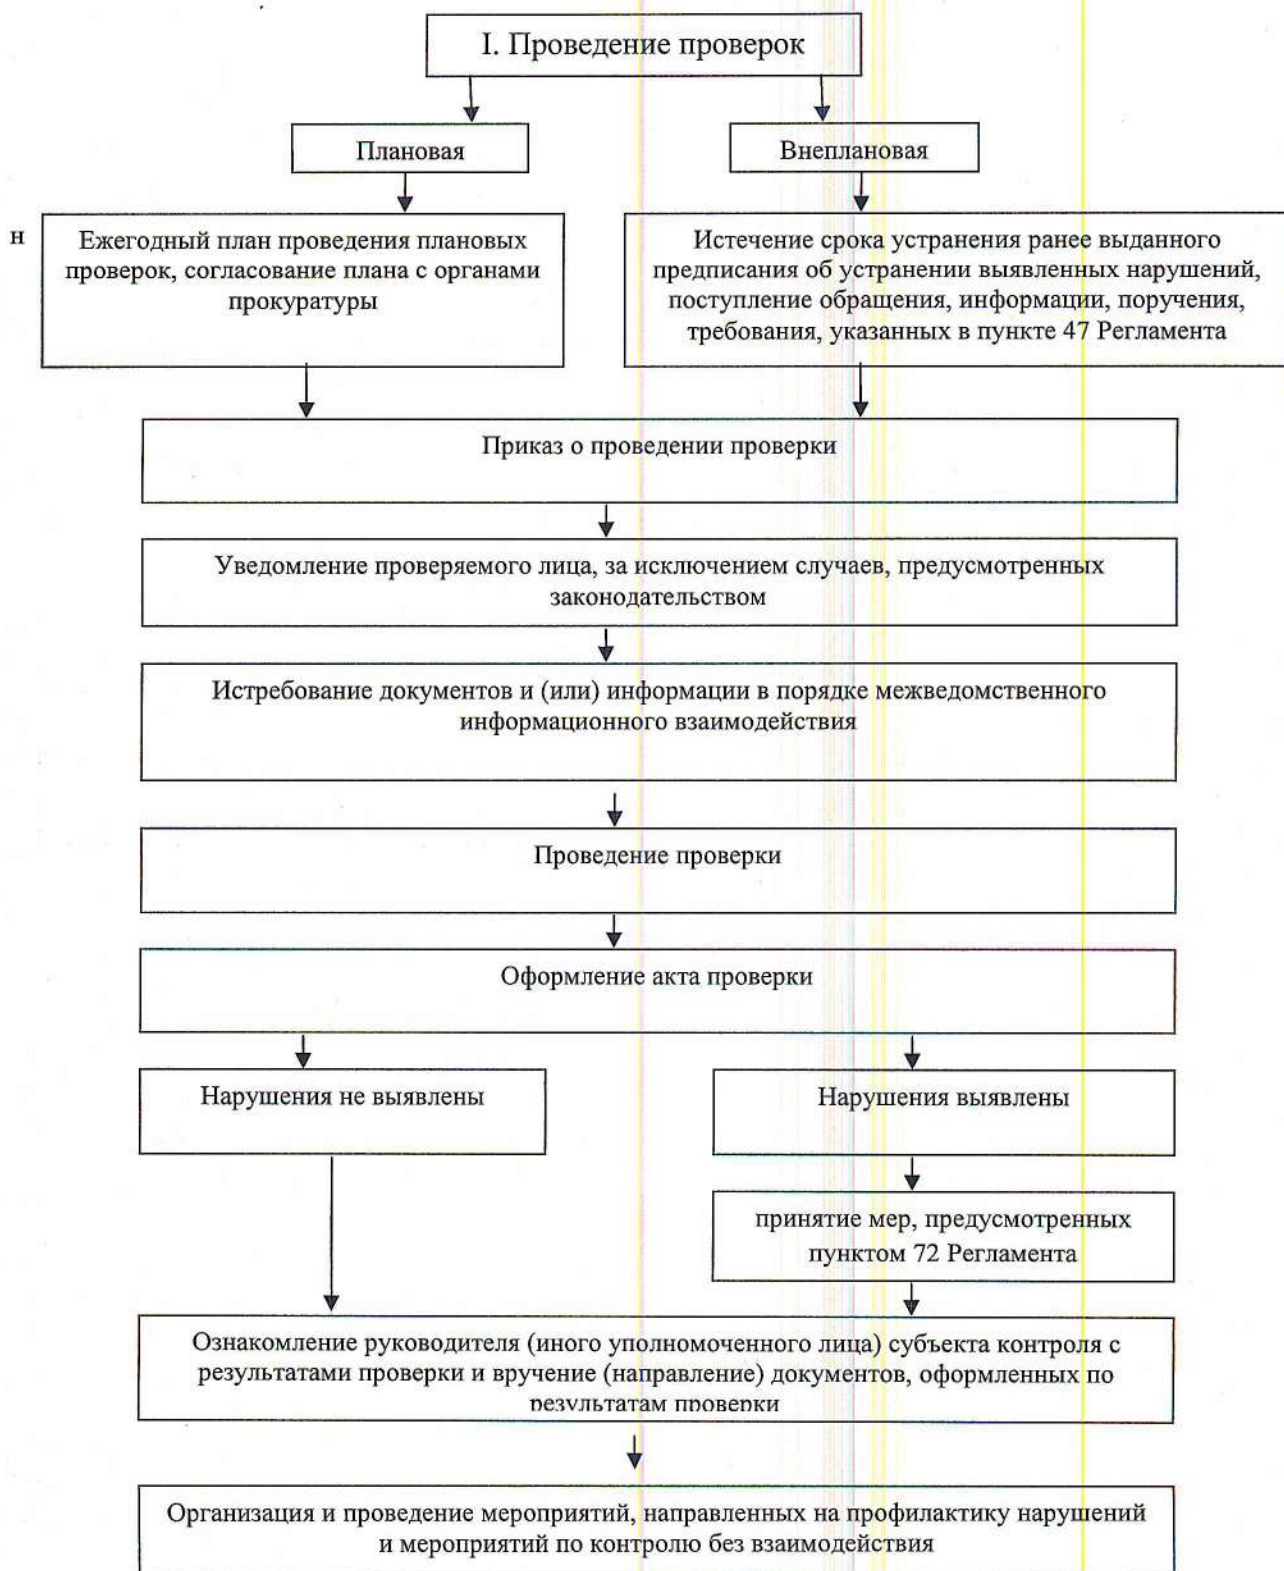 I. Проведение проверок
Плановая
Внеплановая
н
Ежегодный план проведения плановых
проверок, согласование плана с органами
прокуратуры
Истечение срока устранения ранее выданного
предписания об устранении выявленных нарушений,
поступление обращения, информации, поручения,
требования, указанных в пункте 47 Регламента
Приказ о проведении проверки
Уведомление проверяемого лица, за исключением случаев, предусмотренных
законодательством
Истребование документов и (или) информации в порядке межведомственного
информационного взаимодействия
Проведение проверки
Оформление акта проверки
Нарушения не выявлены
Нарушения выявлены
принятие мер, предусмотренных
пунктом 72 Регламента
Ознакомление руководителя (иного уполномоченного лица) субъекта контроля с
результатами проверки и вручение (направление) документов, оформленных по
результатам проверки
Организация и проведение мероприятий, направленных на профилактику нарушений
и мероприятий по контролю без взаимодействия